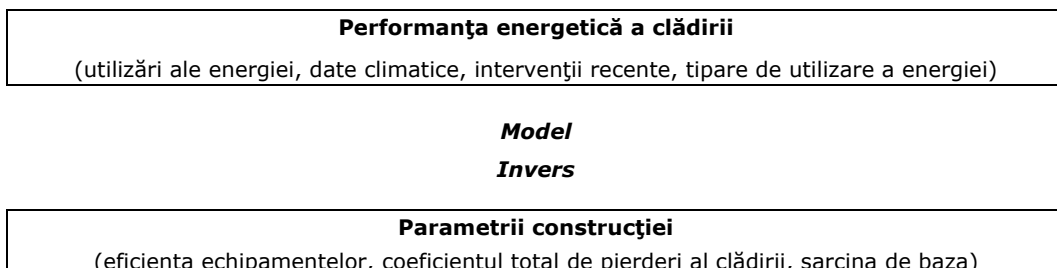 Performanţa energetică a clădirii
(utilizări ale energiei, date climatice, intervenţii recente, tipare de utilizare a energiei)
Model
Invers
Parametrii construcţiei
(eficienţa echipamentelor, coeficientul total de pierderi al clădirii, sarcina de baza)